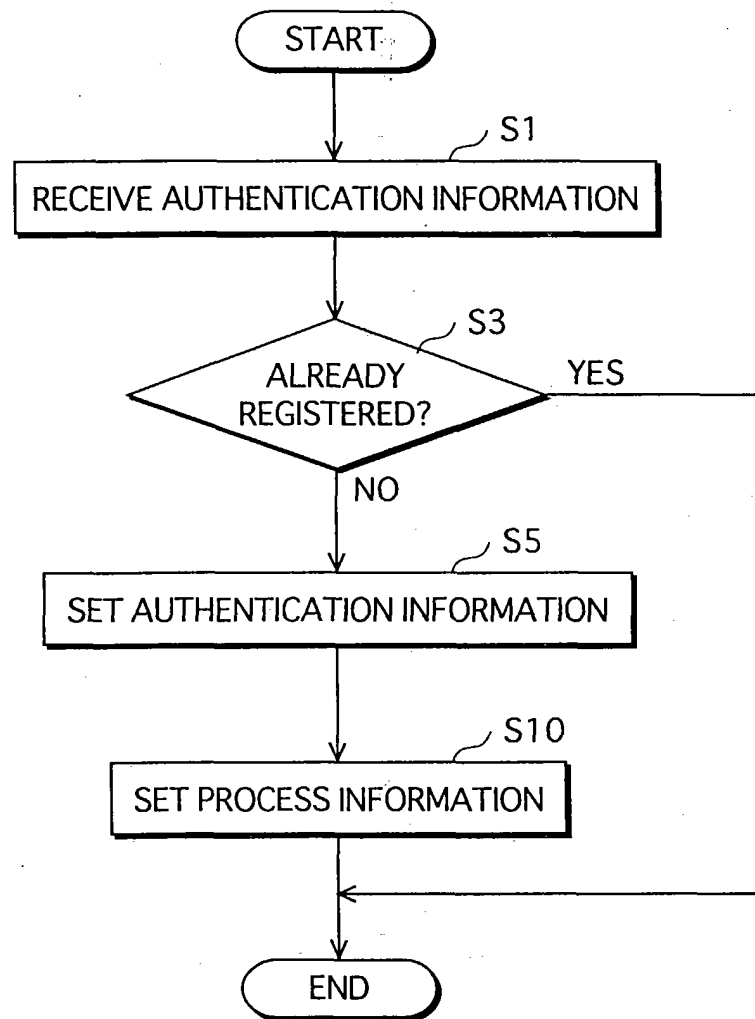 START
S1
RECEIVE AUTHENTICATION INFORMATION
S3
ALREADY
REGISTERED?
YES
NO
S5
SET AUTHENTICATION INFORMATION
S10
SET PROCESS INFORMATION
END